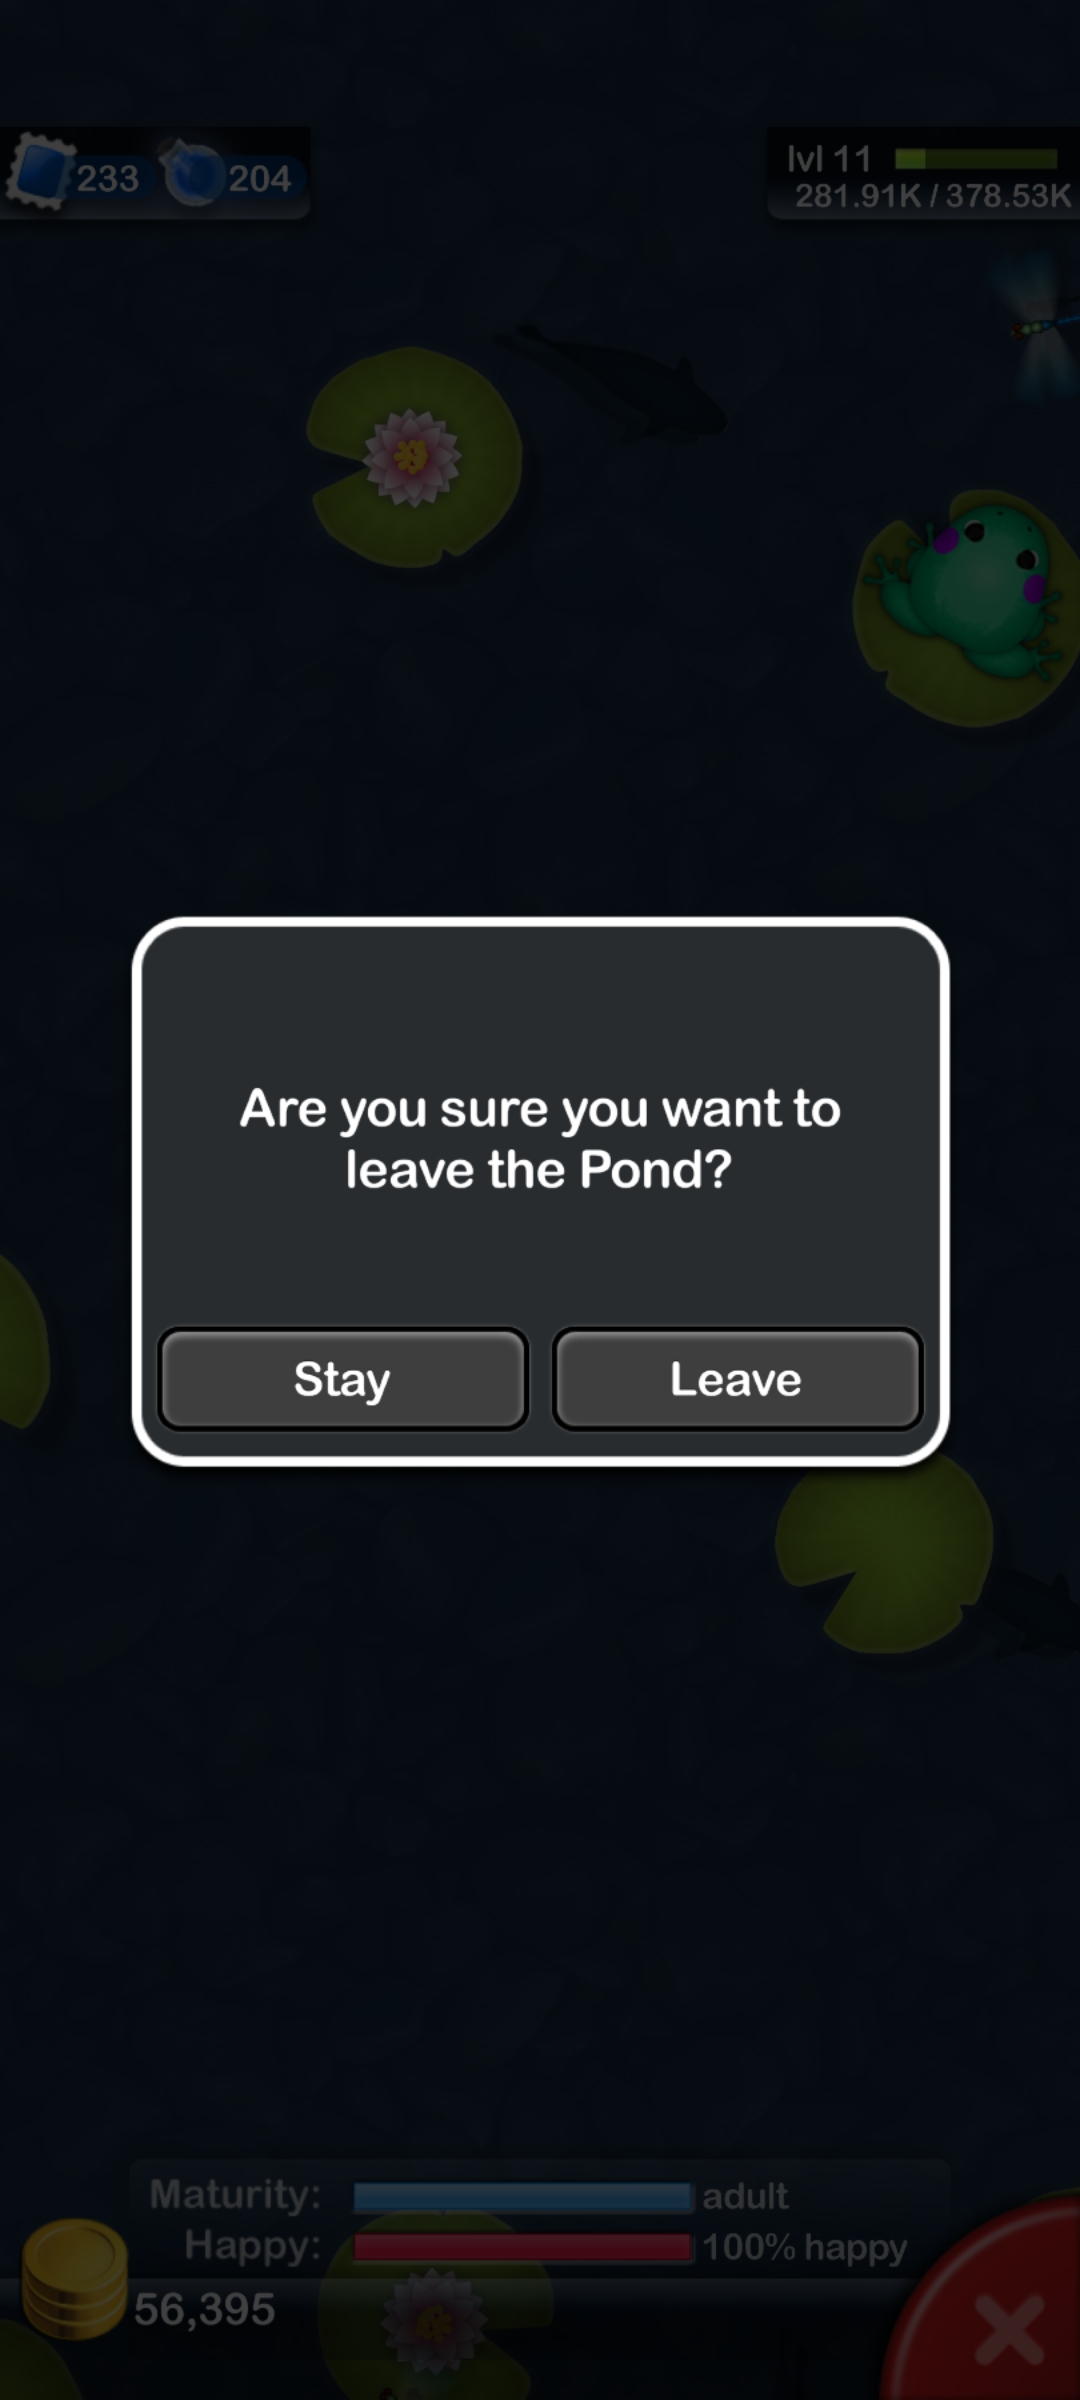 233 204
lvl 11
281.91K / 378.53K
Are you sure you want to
leave the Pond?
Stay Leave
Maturity: adult
Happy: 100% happy
56,395